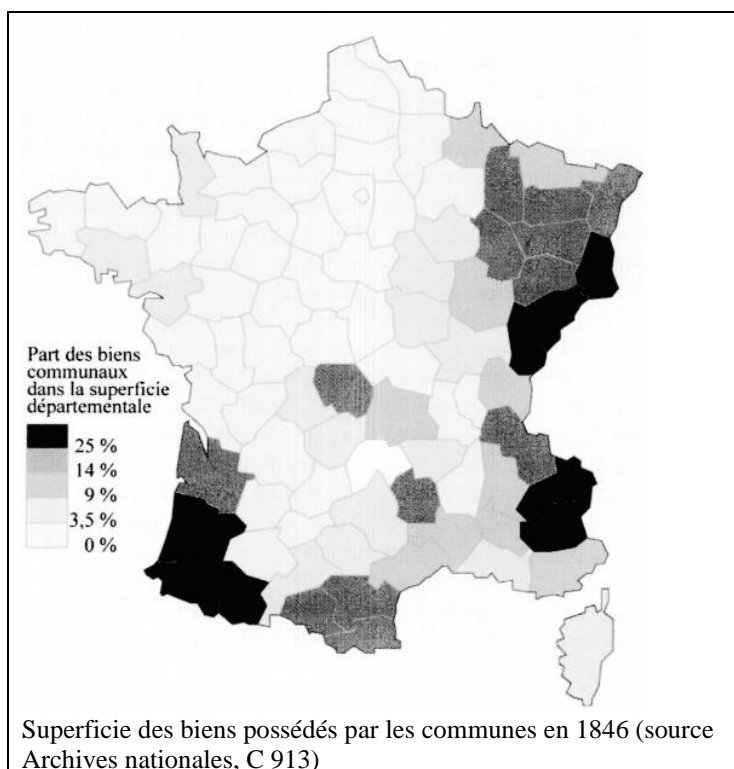 Part des biens
communaux
dans la superficie
départementale
25 %
14 %
9 %
3,5 %
0 %
Superficie des biens possédés par les communes en 1846 (source
Archives nationales, C 913)